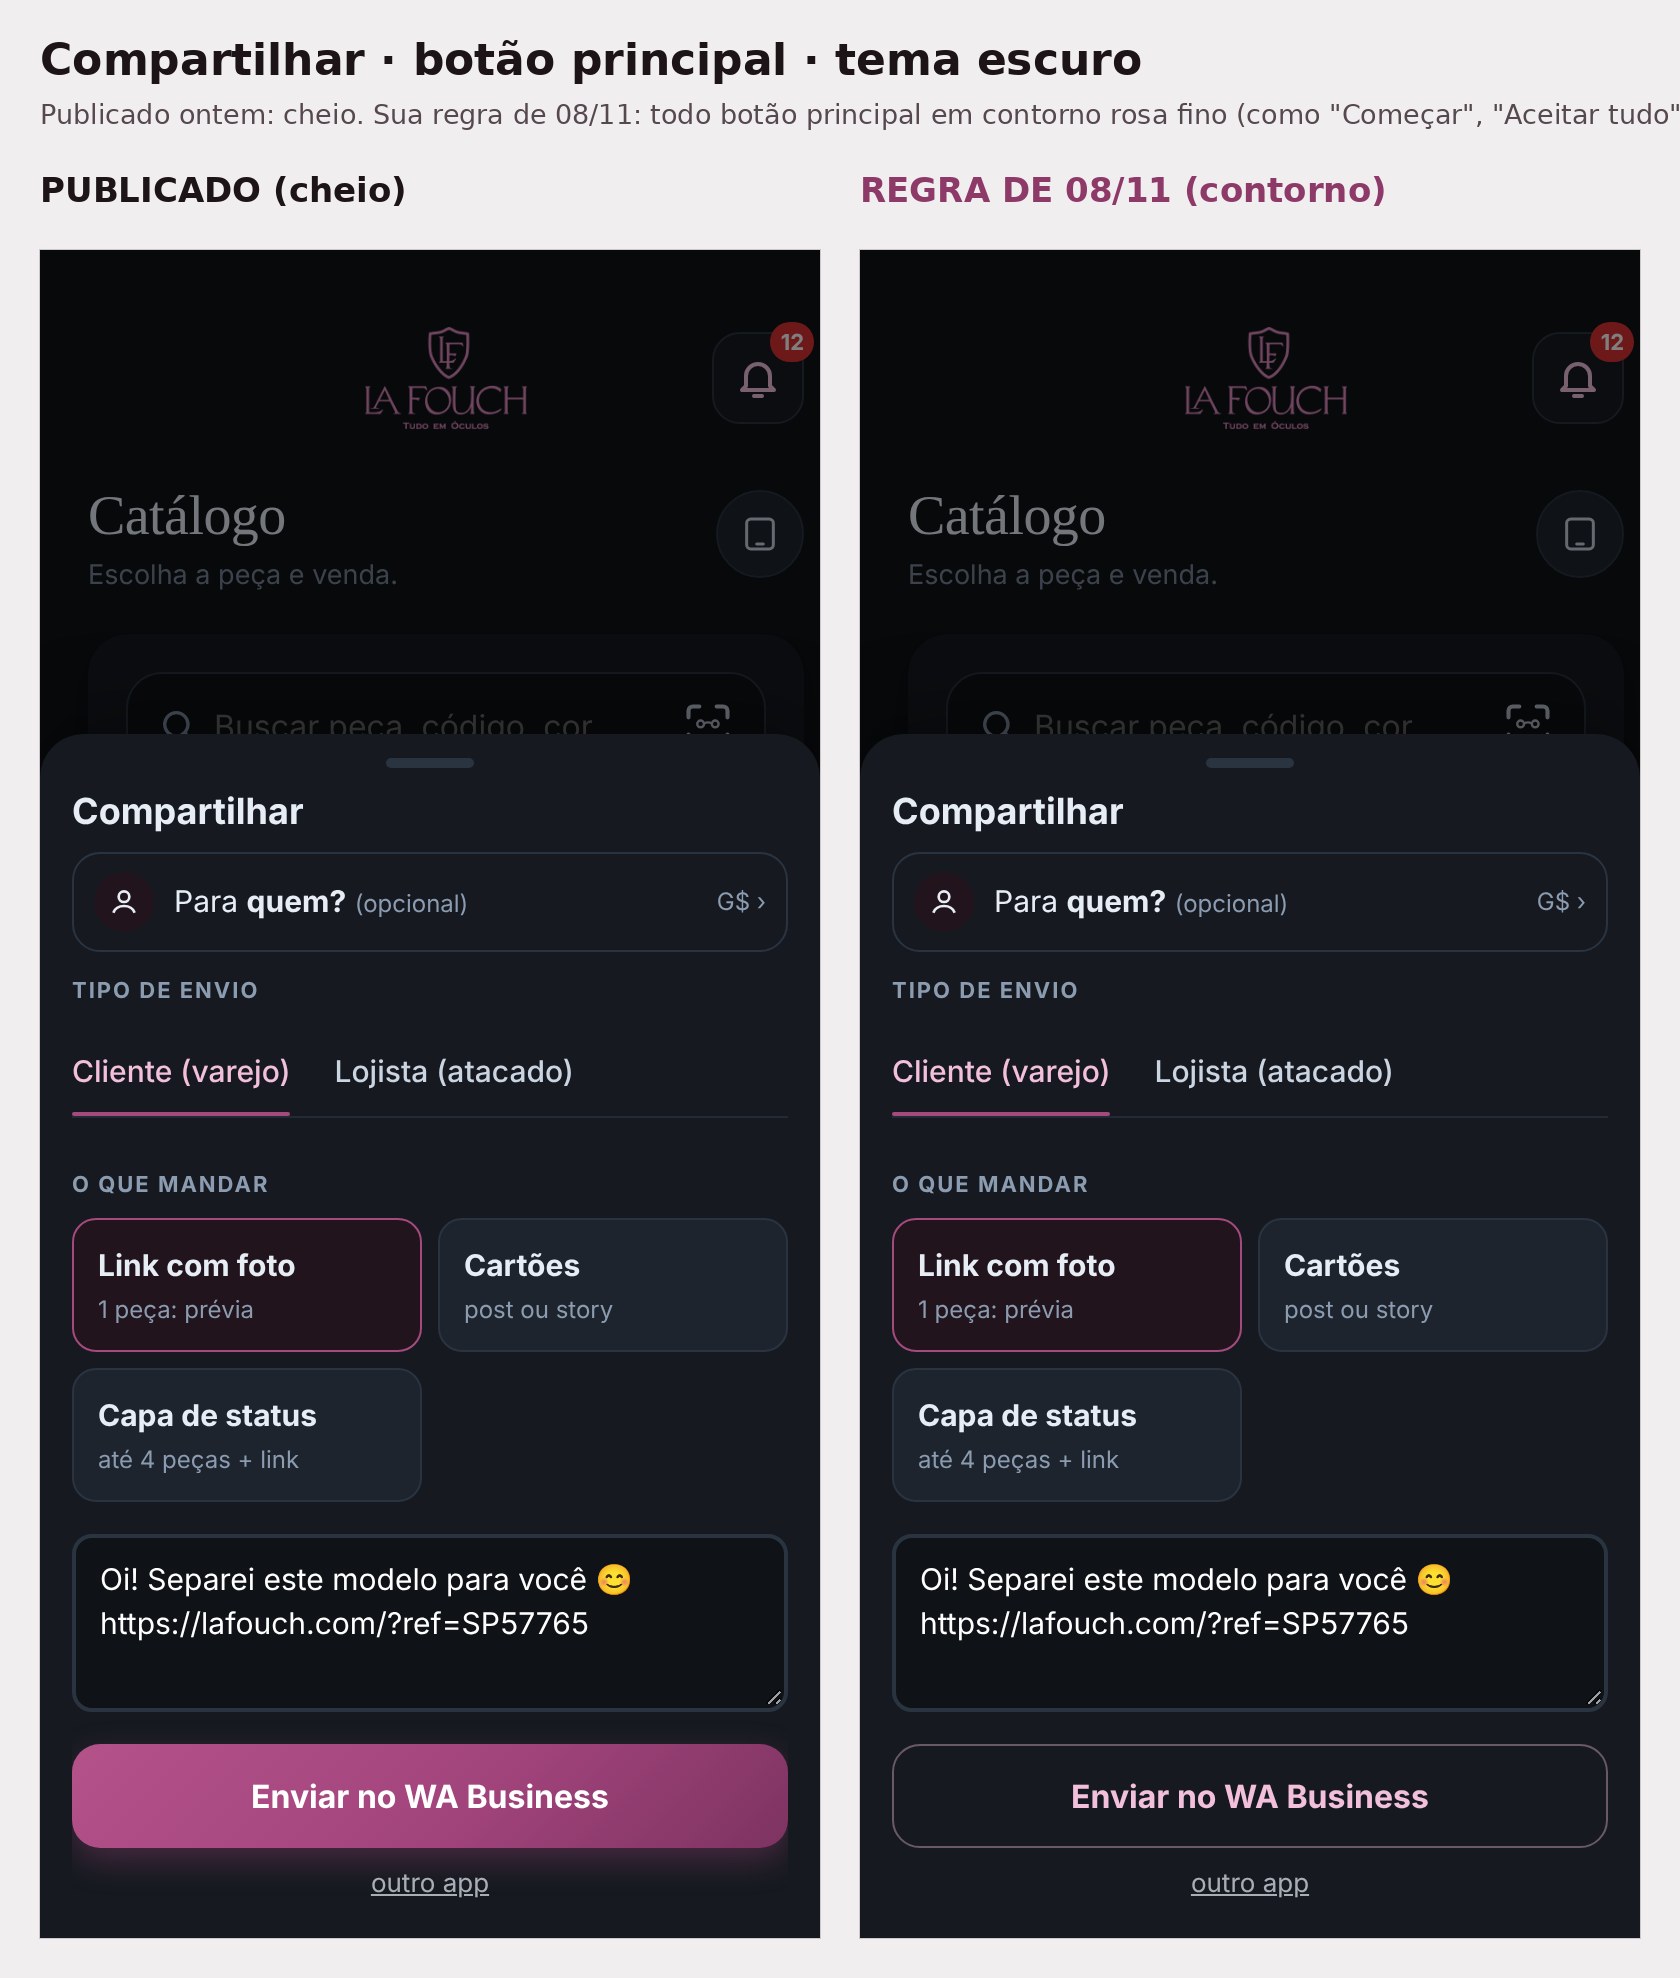 Compartilhar · botão principal · tema escuro
Publicado ontem: cheio. Sua regra de 08/11: todo botão principal em contorno rosa fino (como "Começar", "Aceitar tudo"
PUBLICADO (cheio)
LF
LA FOUCH
TUDO EM ÓCULOS
12
Catálogo
Escolha a peça e venda.
Buscar peça, código, cor
Compartilhar
Para quem? (opcional)
G$ ›
TIPO DE ENVIO
Cliente (varejo)
Lojista (atacado)
O QUE MANDAR
Link com foto
1 peça: prévia
Cartões
post ou story
Capa de status
até 4 peças + link
Oi! Separei este modelo para você 😊
https://lafouch.com/?ref=SP57765
Enviar no WA Business
outro app
REGRA DE 08/11 (contorno)
LF
LA FOUCH
TUDO EM ÓCULOS
12
Catálogo
Escolha a peça e venda.
Buscar peça, código, cor
Compartilhar
Para quem? (opcional)
G$ ›
TIPO DE ENVIO
Cliente (varejo)
Lojista (atacado)
O QUE MANDAR
Link com foto
1 peça: prévia
Cartões
post ou story
Capa de status
até 4 peças + link
Oi! Separei este modelo para você 😊
https://lafouch.com/?ref=SP57765
Enviar no WA Business
outro app